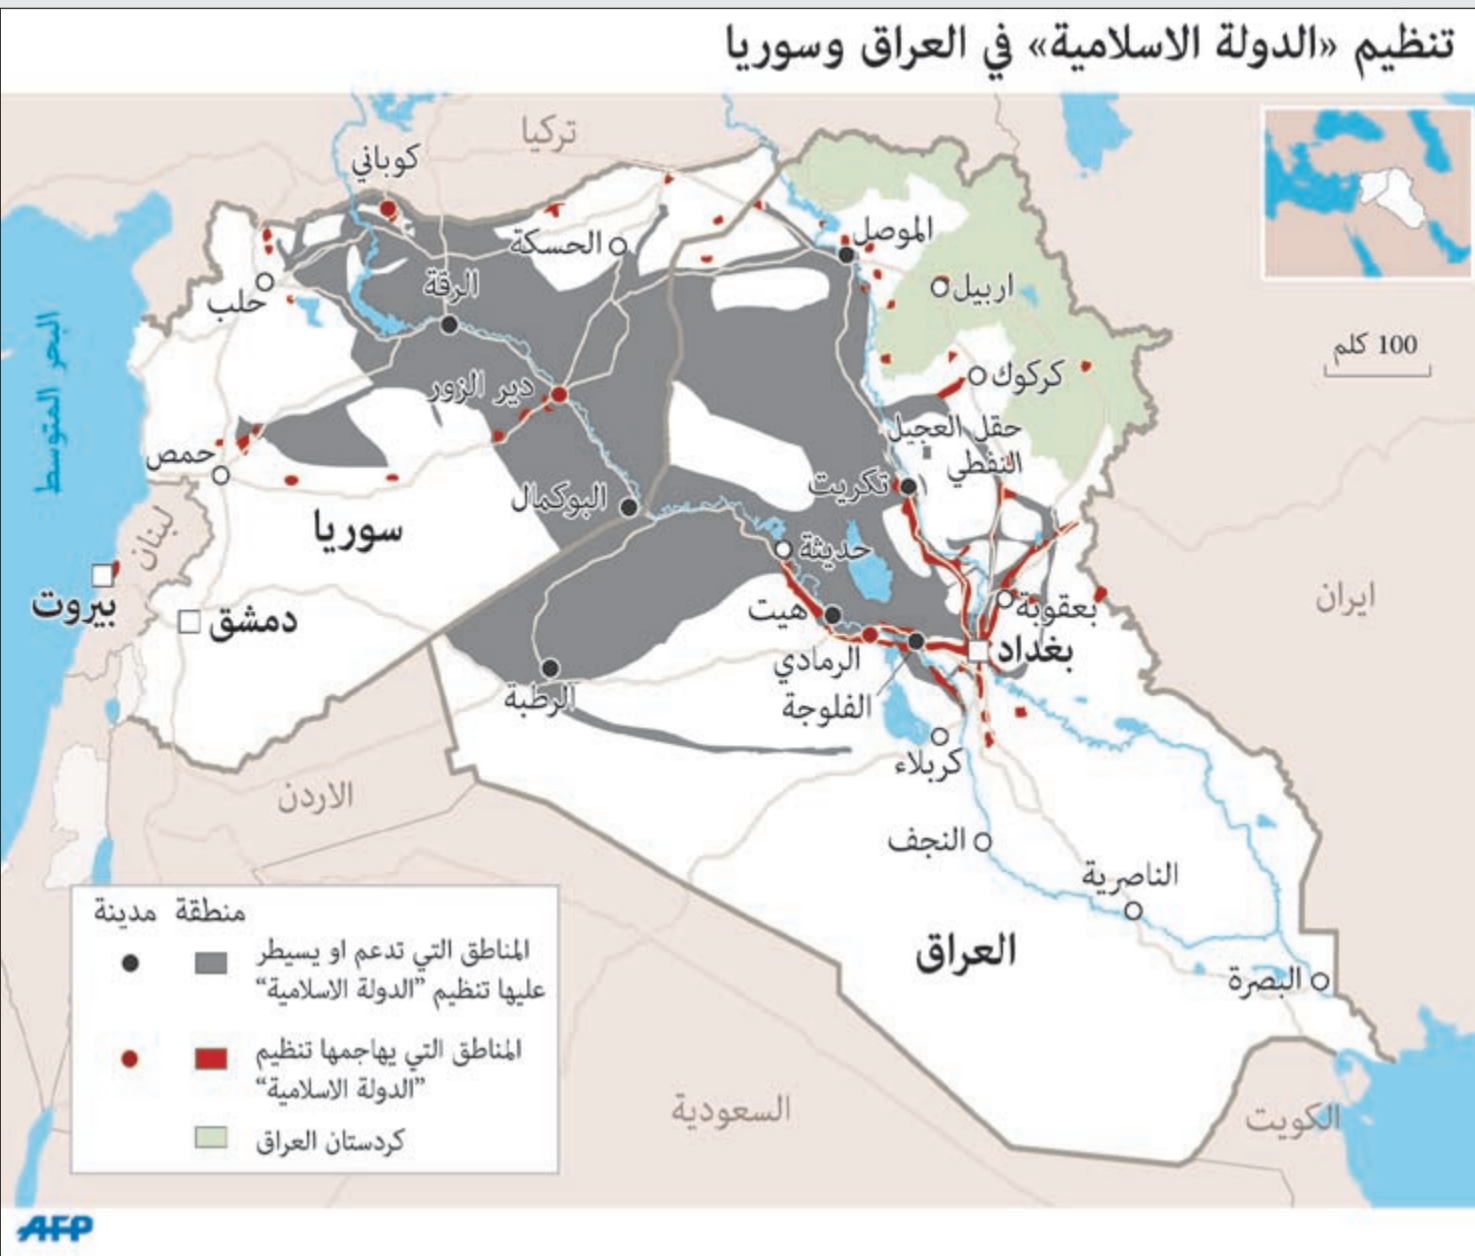 تنظيم «الدولة الاسلامية» في العراق وسوريا
تركيا
كوباني
الموصل
الحسكة
اربيل
الرقة
حلب
100 كلم
كركوك
دير الزور
حقل العجيل
النفطي
حمص
تكريت
البوكمال
سوريا
لبنان
البحر المتوسط
حديثة
بيروت
دمشق
هيت
بعقوبة
ايران
بغداد
الرمادي
الرطبة
الفلوجة
كربلاء
الاردن
النجف
الناصرية
العراق
البصرة
السعودية
الكويت
منطقة مدينة
المناطق التي تدعم او يسيطر
عليها تنظيم "الدولة الاسلامية"
المناطق التي يهاجمها تنظيم
"الدولة الاسلامية"
كردستان العراق
AFP